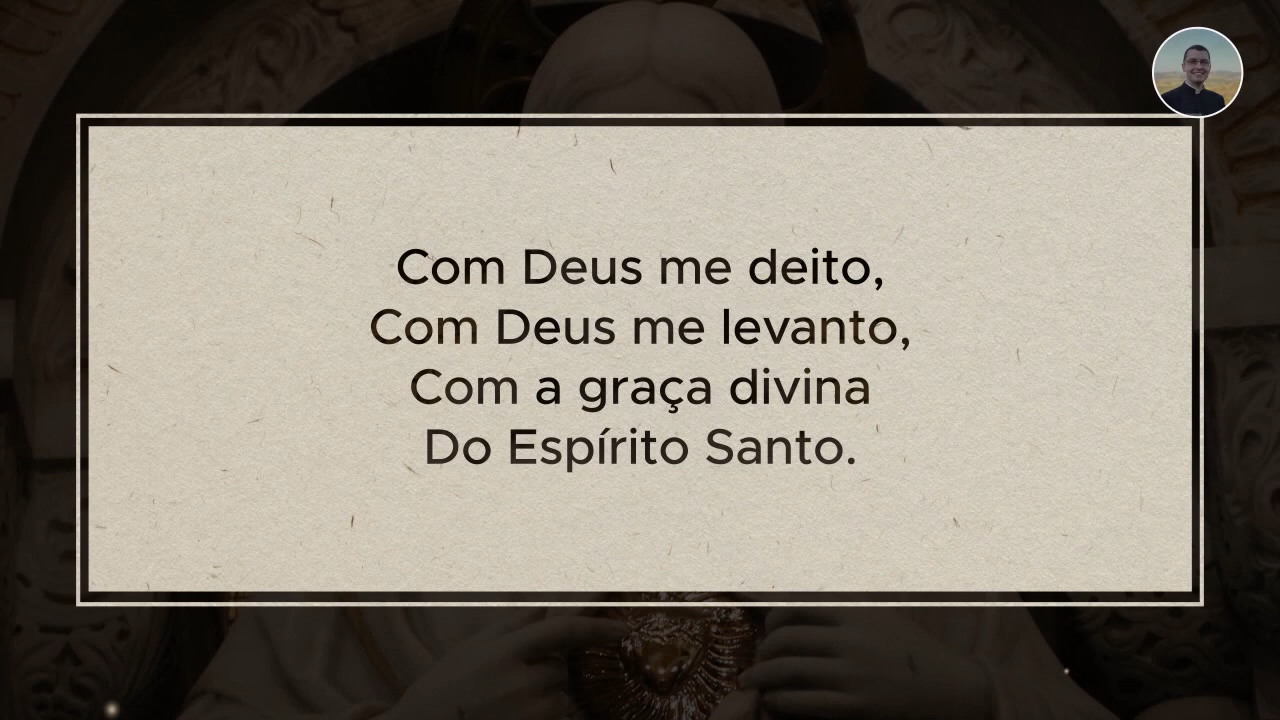 Com Deus me deito,
Com Deus me levanto,
Com a graça divina
Do Espírito Santo.